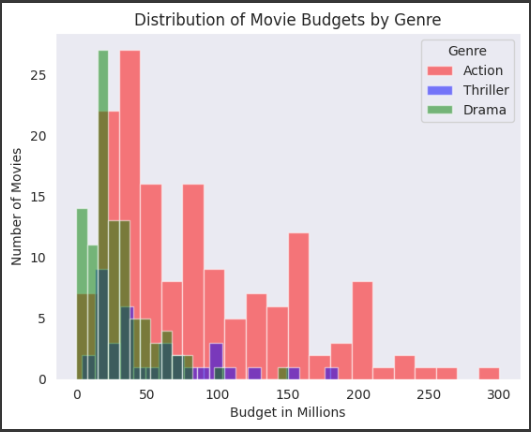 Distribution of Movie Budgets by Genre
Genre
Action
Thriller
Drama
Number of Movies
25
20
15
10
5
0
0 50 100 150 200 250 300
Budget in Millions